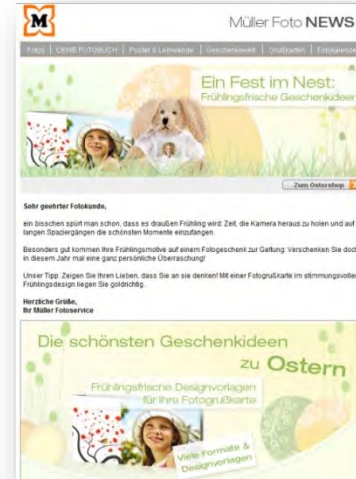 M
Müller Foto NEWS
Fotos | CEWE FOTOBUCH | Poster & Leinwände | Geschenkewelt | Grußkarten | Fotokalender
Ein Fest im Nest:
Frühlingsfrische Geschenkideen
Zum Ostershop
Sehr geehrter Fotokunde,
ein bisschen spürt man schon, dass es draußen Frühling wird. Zeit, die Kamera heraus zu holen und auf
langen Spaziergängen die schönsten Momente einzufangen.
Besonders gut kommen Ihre Frühlingsmotive auf einem Fotogeschenk zur Geltung: Verschenken Sie doch
in diesem Jahr mal eine ganz persönliche Überraschung!
Unser Tipp: Zeigen Sie Ihren Lieben, dass Sie an sie denken! Mit einer Fotogrußkarte im stimmungsvollen
Frühlingsdesign liegen Sie goldrichtig.
Herzliche Grüße,
Ihr Müller Fotoservice
Die schönsten Geschenkideen
zu Ostern
Frühlingsfrische Designvorlagen
für Ihre Fotogrußkarte
Viele Formate &
Designvorlagen